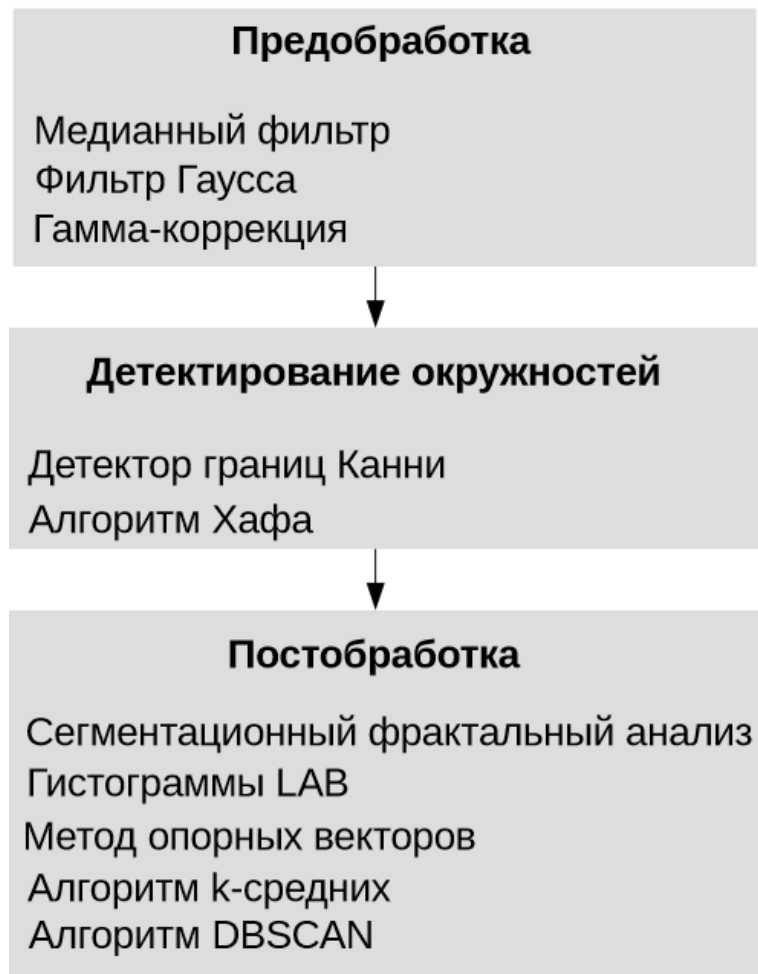 Предобработка
Медианный фильтр
Фильтр Гаусса
Гамма-коррекция
Детектирование окружностей
Детектор границ Канни
Алгоритм Хафа
Постобработка
Сегментационный фрактальный анализ
Гистограммы LAB
Метод опорных векторов
Алгоритм k-средних
Алгоритм DBSCAN